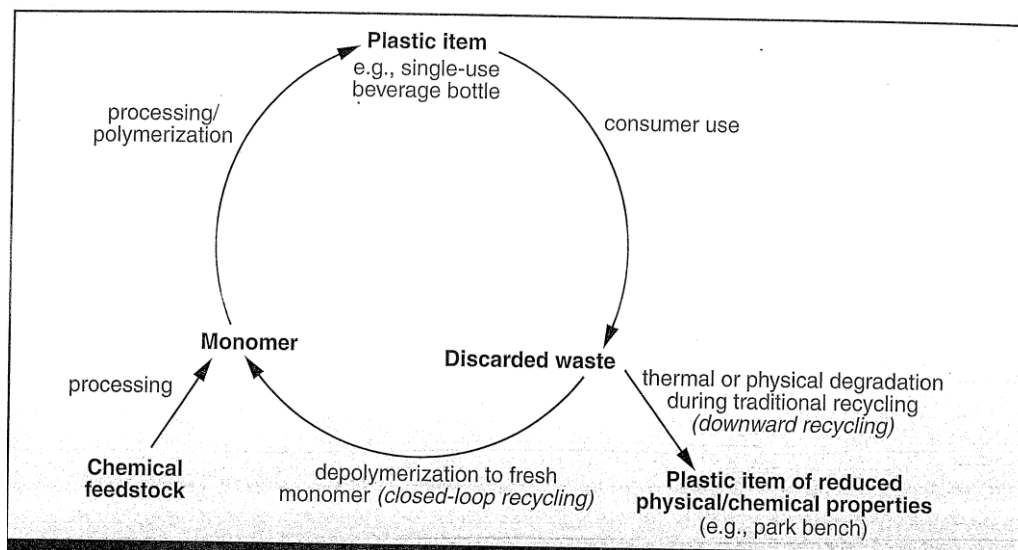 Plastic item
e.g., single-use
beverage bottle
processing/
polymerization
consumer use
Monomer
Discarded waste
processing
thermal or physical degradation
during traditional recycling
(downward recycling)
Chemical
feedstock
depolymerization to fresh
monomer (closed-loop recycling)
Plastic item of reduced
physical/chemical properties
(e.g., park bench)